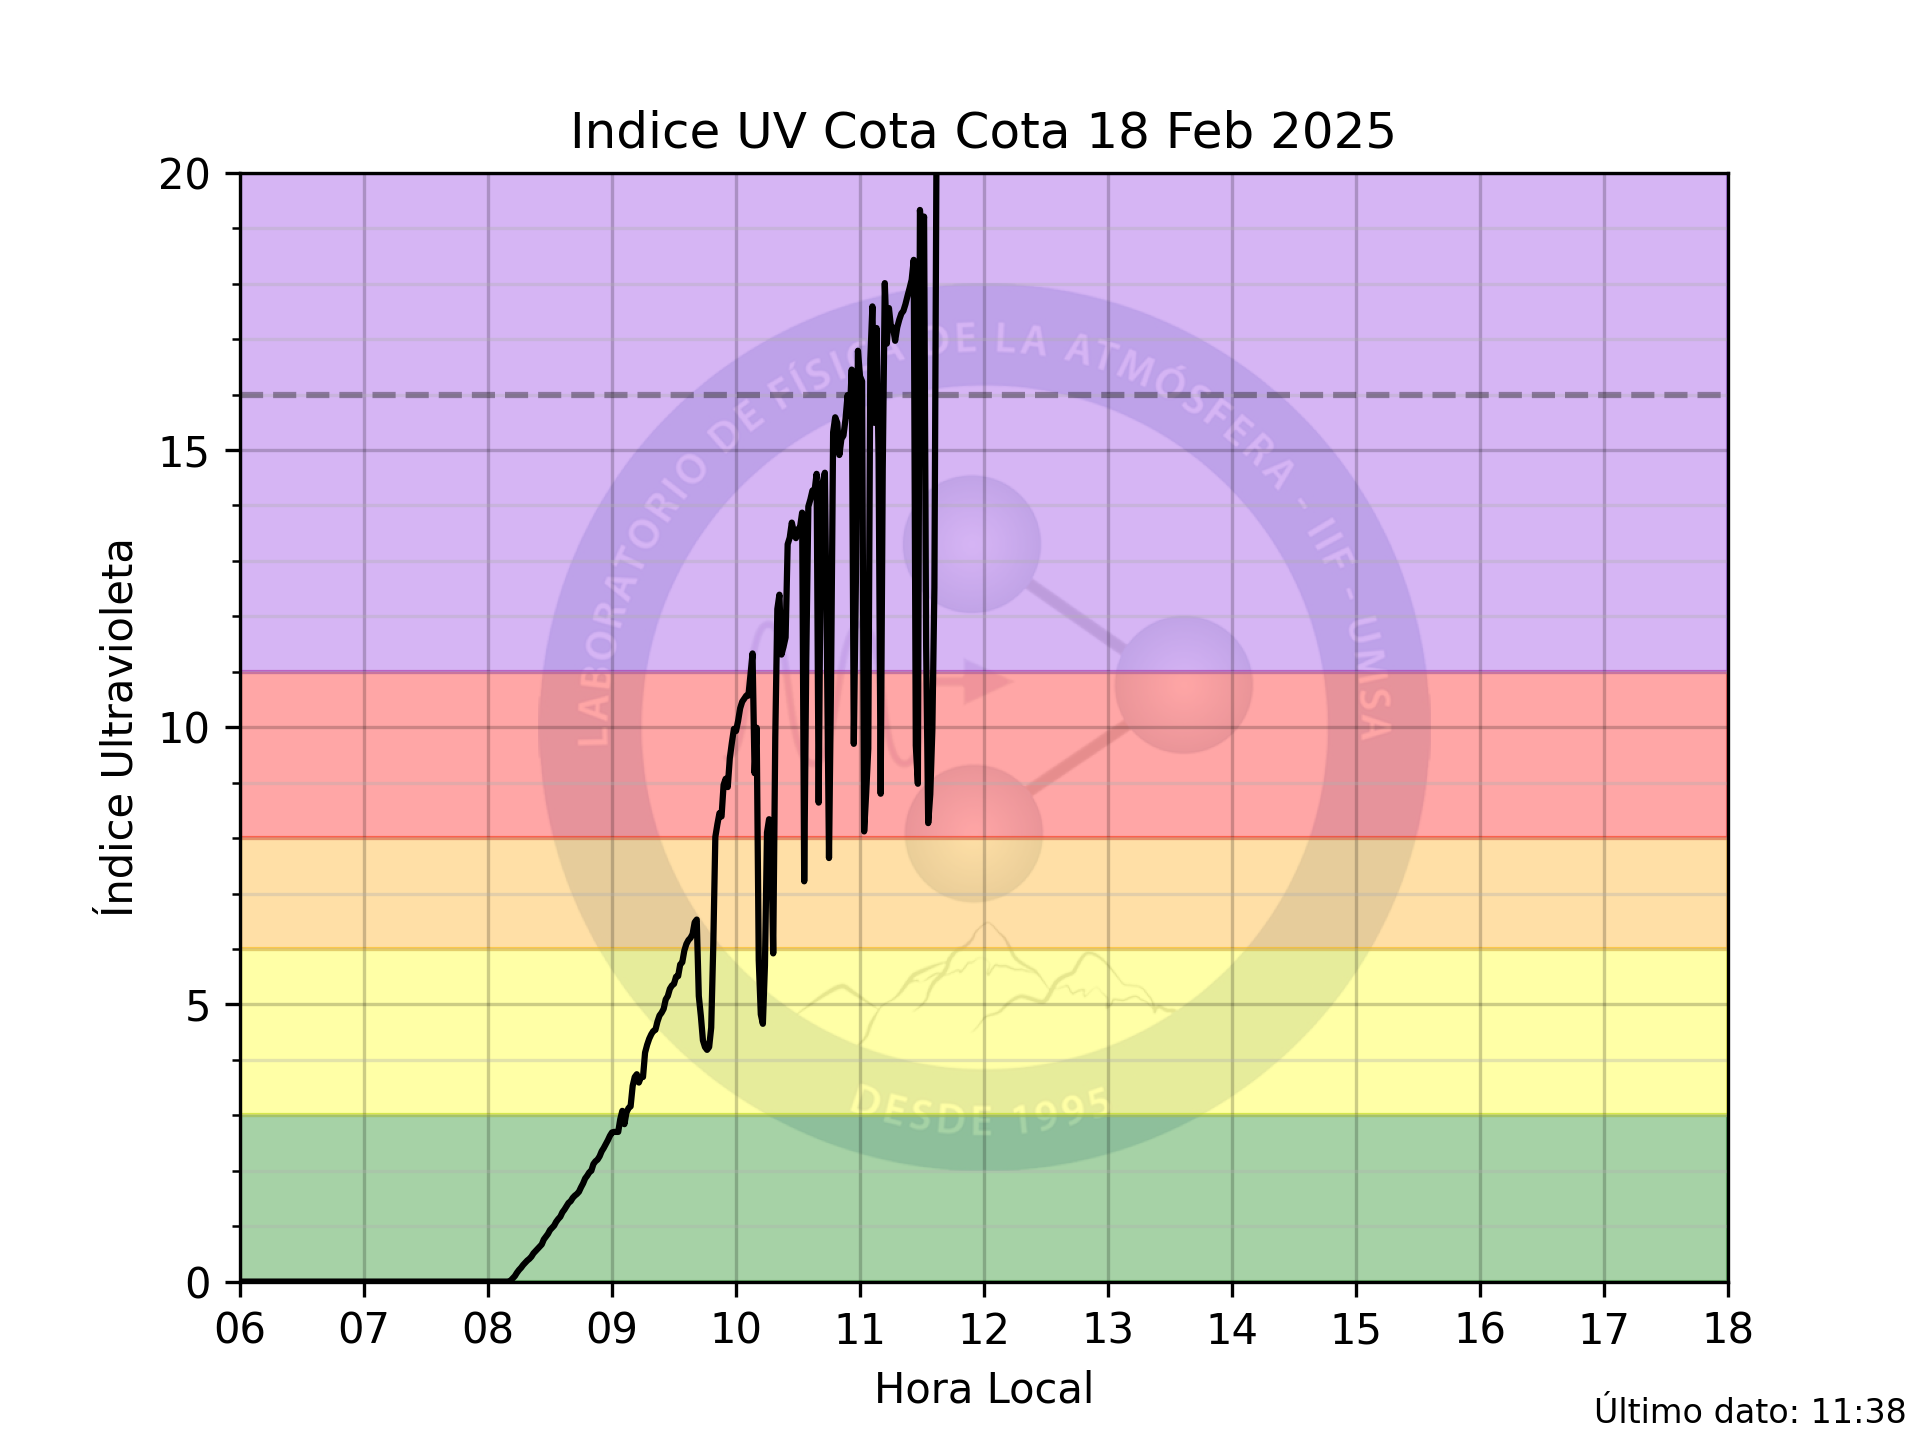 Indice UV Cota Cota 18 Feb 2025
20
15
10
5
0
Índice Ultravioleta
LABORATORIO DE FÍSICA DE LA ATMÓSFERA - IIF - UMSA
DESDE 1995
06 07 08 09 10 11 12 13 14 15 16 17 18
Hora Local
Último dato: 11:38